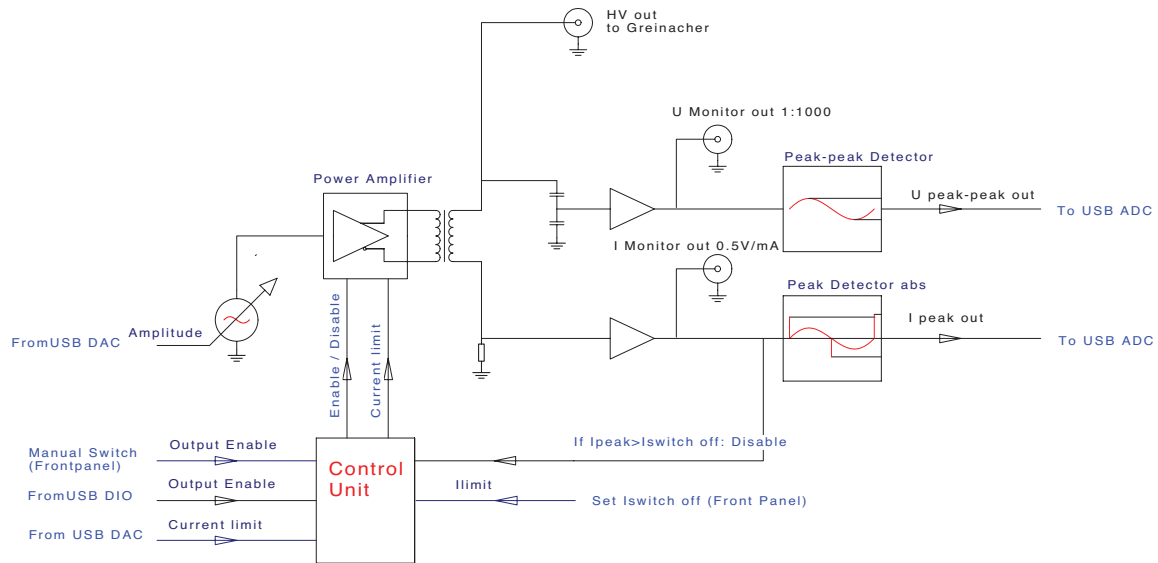 HV out
to Greinacher
U Monitor out 1:1000
Peak-peak Detector
Power Amplifier
U peak-peak out
To USB ADC
I Monitor out 0.5V/mA
Peak Detector abs
I peak out
To USB ADC
Amplitude
FromUSB DAC
Enable / Disable
Current limit
If Ipeak>Iswitch off: Disable
Manual Switch
(Frontpanel)
Output Enable
Control
Unit
FromUSB DIO
Output Enable
Ilimit
Set Iswitch off (Front Panel)
From USB DAC
Current limit